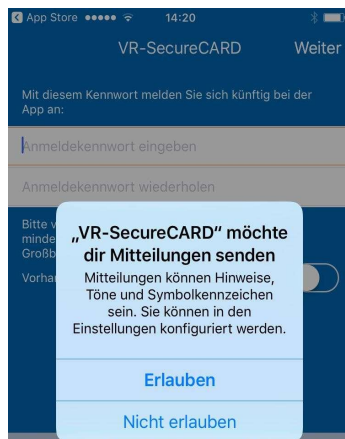 App Store 14:20
VR-SecureCARD Weiter
Mit diesem Kennwort melden Sie sich künftig bei der
App an:
Anmeldekennwort eingeben
Anmeldekennwort wiederholen
Bitte
minde
Großb
Vorha
„VR-SecureCARD“ möchte
dir Mitteilungen senden
Mitteilungen können Hinweise,
Töne und Symbolkennzeichen
sein. Sie können in den
Einstellungen konfiguriert werden.
Erlauben
Nicht erlauben